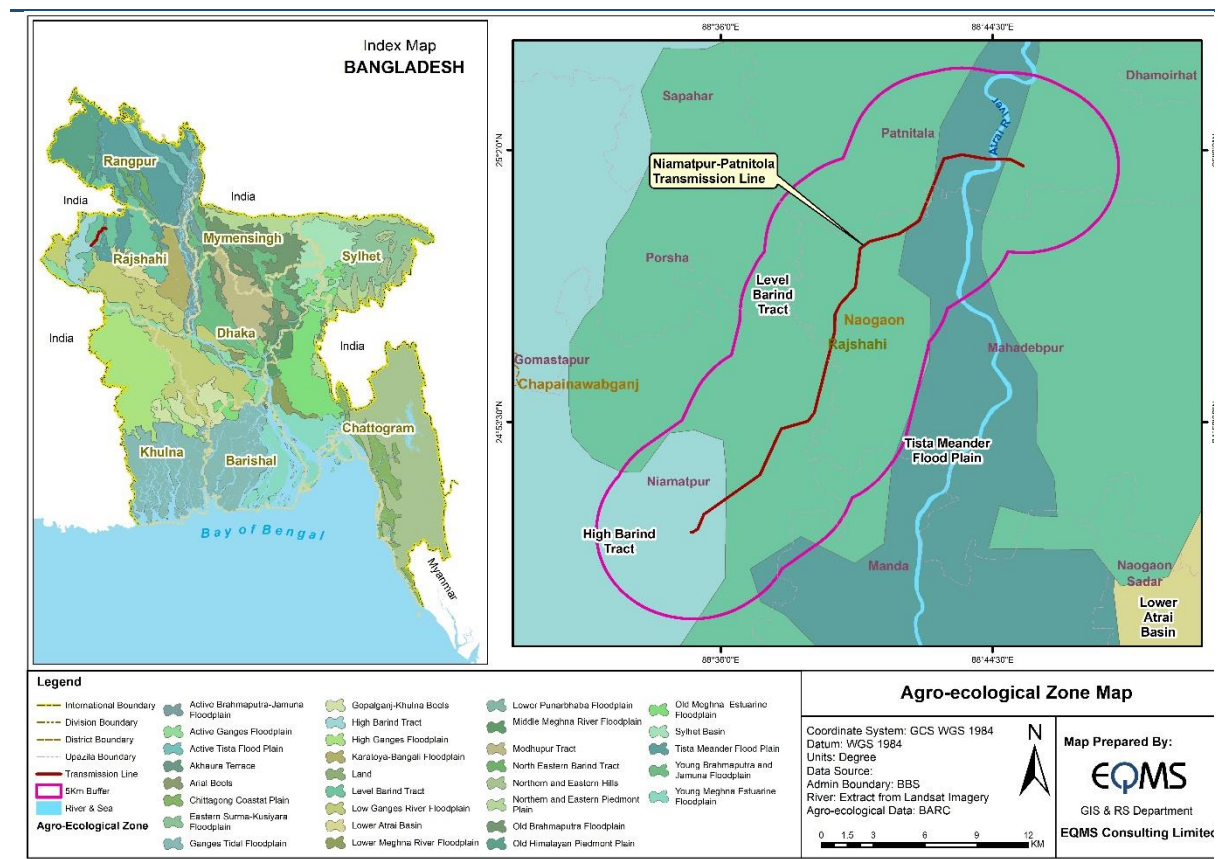 Index Map
BANGLADESH
Rangpur
India
India
Mymensingh
Sylhet
Rajshahi
India
Dhaka
India
Chattogram
Khulna
Barishal
Bay of Bengal
Myanmar
88°36'0"E
88°44'30"E
Dhamoirhat
Sapahar
Patnitala
Atrai
25°2'0"N
Niamatpur-Patnitola
Transmission Line
Porsha
Level
Barind
Tract
Naogaon
Rajshahi
Mahadebpur
Gomastapur
Chapainawabganj
24°53'30"N
Tista Meander
Flood Plain
Niamatpur
High Barind
Tract
Manda
Naogaon
Sadar
Lower
Atrai
Basin
88°36'0"E
88°44'30"E
Legend
International Boundary
Division Boundary
District Boundary
Upazila Boundary
Transmission Line
5Km Buffer
River & Sea
Agro-Ecological Zone
Active Brahmaputra-Jamuna
Floodplain
Active Ganges Floodplain
Active Tista Flood Plain
Akhaura Terrace
Arial Beels
Chittagong Coastal Plain
Eastern Surma-Kusiyara
Floodplain
Ganges Tidal Floodplain
Gopalganj-Khulna Beels
High Barind Tract
High Ganges Floodplain
Karatoya-Bangali Floodplain
Land
Level Barind Tract
Low Ganges River Floodplain
Lower Atrai Basin
Lower Meghna River Floodplain
Lower Punarbhaba Floodplain
Middle Meghna River Floodplain
Modhupur Tract
North Eastern Barind Tract
Northern and Eastern Hills
Northern and Eastern Piedmont
Plain
Old Brahmaputra Floodplain
Old Himalayan Piedmont Plain
Old Meghna Estuarine
Floodplain
Sylhet Basin
Tista Meander Flood Plain
Young Brahmaputra and
Jamuna Floodplain
Young Meghna Estuarine
Floodplain
Agro-ecological Zone Map
Coordinate System: GCS WGS 1984
Datum: WGS 1984
Units: Degree
Data Source:
Admin Boundary: BBS
River: Extract from Landsat Imagery
Agro-ecological Data: BARC
N
0 1.5 3 6 9 12
KM
Map Prepared By:
EQMS
GIS & RS Department
EQMS Consulting Limited